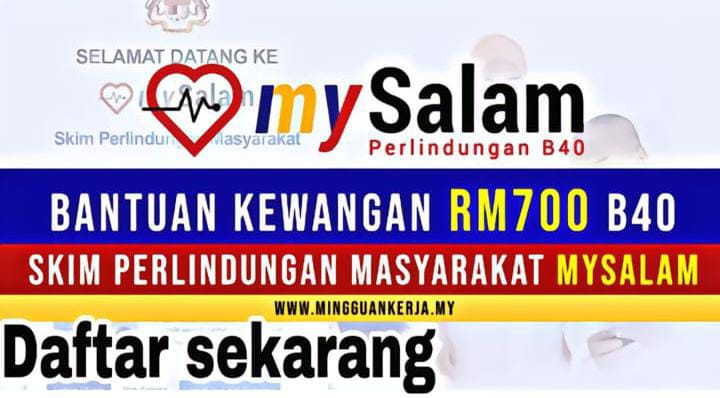 SELAMAT DATANG KE
mySalam
Perlindungan B40
mySalam
Skim Perlindungan Masyarakat
BANTUAN KEWANGAN RM700 B40
SKIM PERLINDUNGAN MASYARAKAT MYSALAM
WWW.MINGGUANKERJA.MY
Daftar sekarang